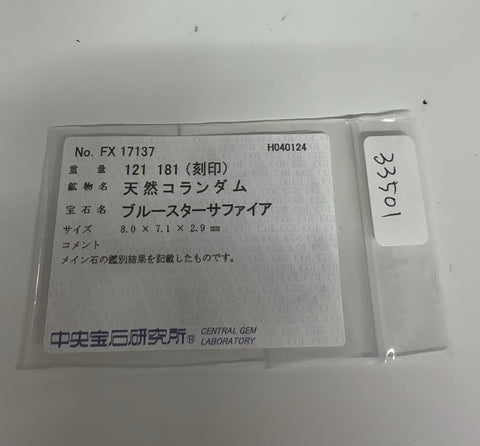 No. FX 17137 H040124
重量 121 181 (刻印)
鉱物名 天然コランダム
宝石名 ブルースターサファイア
サイズ 8.0 × 7.1 × 2.9 ㎜
コメント
メイン石の鑑別結果を記載したものです。
中央宝石研究所® CENTRAL GEM
LABORATORY
33501